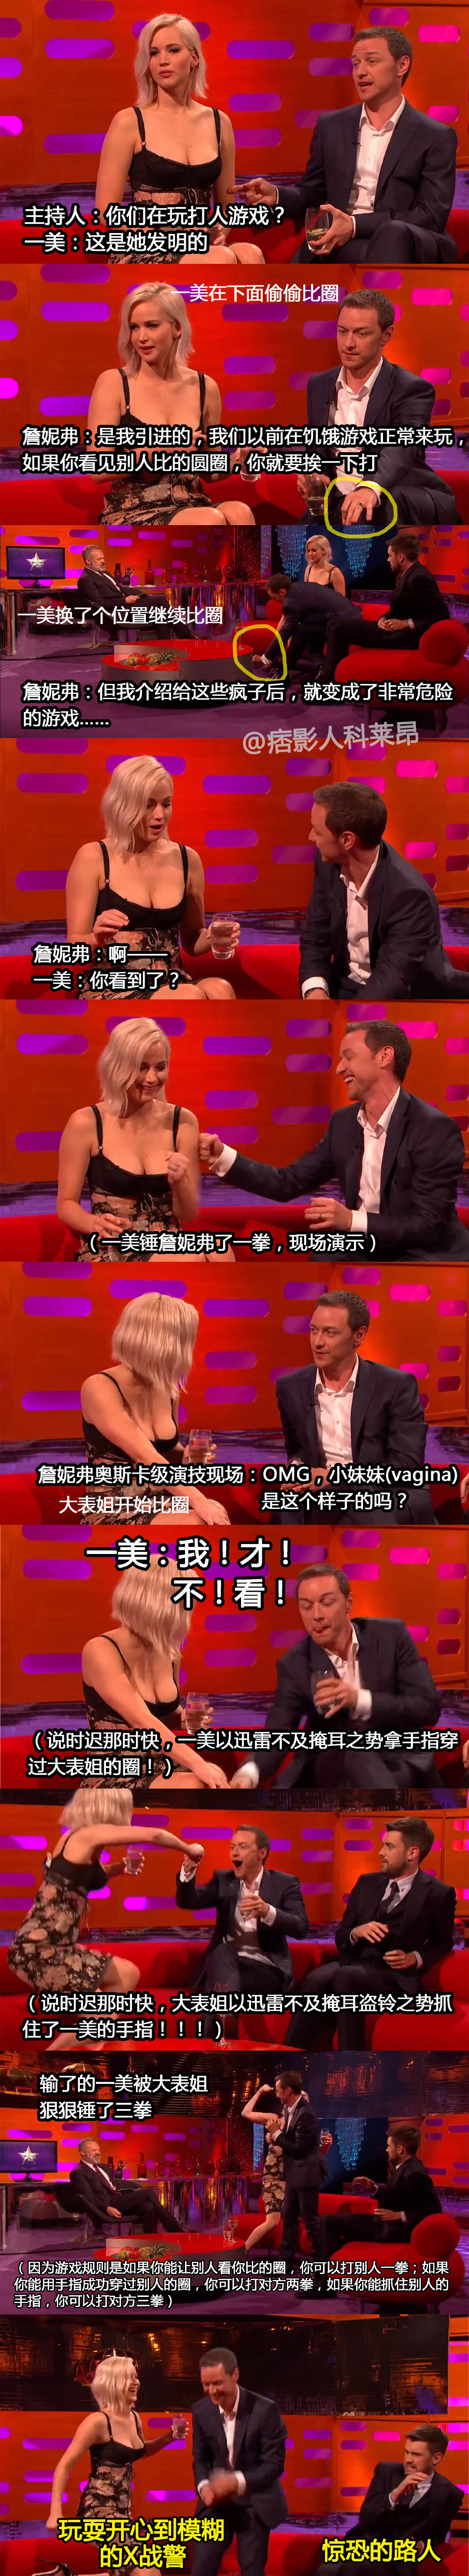 主持人：你们在玩打人游戏？
一美：这是她发明的
一美在下面偷偷比圈
詹妮弗：是我引进的，我们以前在饥饿游戏正常来玩，
如果你看见别人比的圆圈，你就要挨一下打
一美换了个位置继续比圈
詹妮弗：但我介绍给这些疯子后，就变成了非常危险
的游戏......
@痞影人科莱昂
詹妮弗：啊——
一美：你看到了？
（一美锤詹妮弗了一拳，现场演示）
詹妮弗奥斯卡级演技现场：OMG，小妹妹(vagina)
是这个样子的吗？
大表姐开始比圈
一美：我！才！
不！看！
（说时迟那时快，一美以迅雷不及掩耳之势拿手指穿
过大表姐的圈！）
（说时迟那时快，大表姐以迅雷不及掩耳盗铃之势抓
住了一美的手指！！！）
输了的一美被大表姐
狠狠锤了三拳
（因为游戏规则是如果你能让别人看你比的圈，你可以打别人一拳；如果
你能用手指成功穿过别人的圈，你可以打对方两拳，如果你能抓住别人的
手指，你可以打对方三拳）
玩耍开心到模糊
的X战警
惊恐的路人